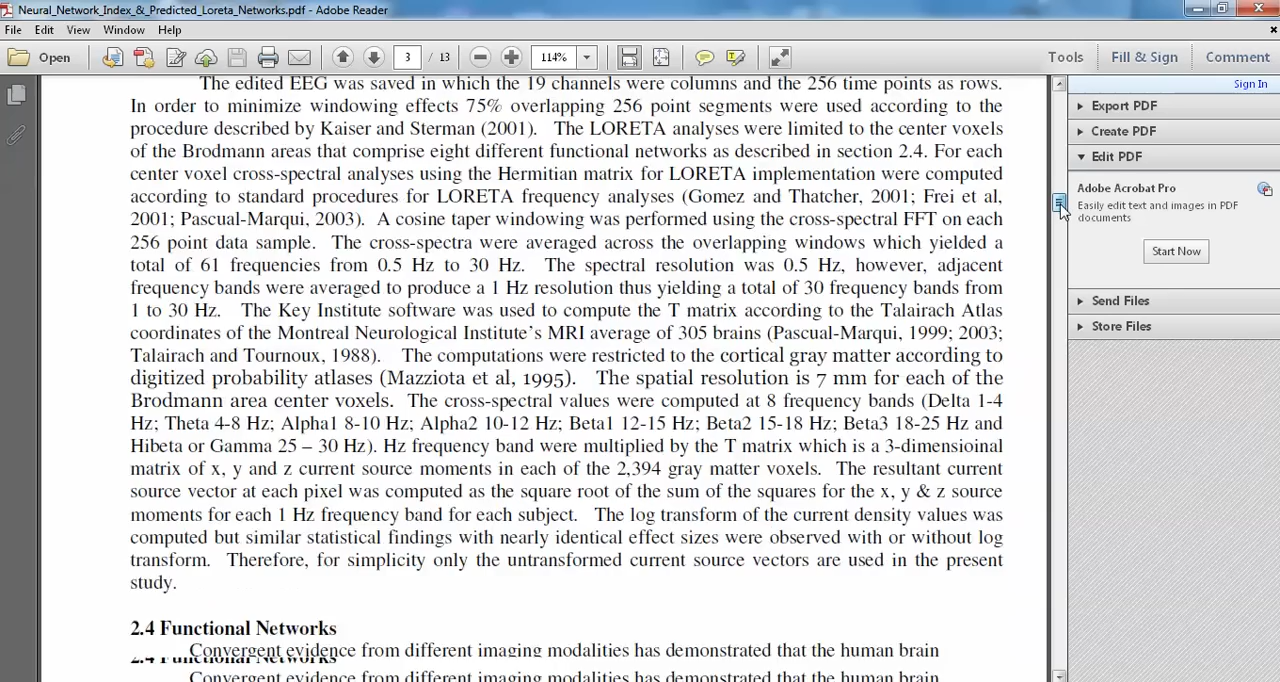 Neural_Network_Index_&_Predicted_Loreta_Networks.pdf - Adobe Reader
File Edit View Window Help
Open 3 / 13 114% Tools Fill & Sign Comment
Sign In
Export PDF
Create PDF
Edit PDF
Adobe Acrobat Pro
Easily edit text and images in PDF
documents
Start Now
Send Files
Store Files
The edited EEG was saved in which the 19 channels were columns and the 256 time points as rows.
In order to minimize windowing effects 75% overlapping 256 point segments were used according to the
procedure described by Kaiser and Sterman (2001). The LORETA analyses were limited to the center voxels
of the Brodmann areas that comprise eight different functional networks as described in section 2.4. For each
center voxel cross-spectral analyses using the Hermitian matrix for LORETA implementation were computed
according to standard procedures for LORETA frequency analyses (Gomez and Thatcher, 2001; Frei et al,
2001; Pascual-Marqui, 2003). A cosine taper windowing was performed using the cross-spectral FFT on each
256 point data sample. The cross-spectra were averaged across the overlapping windows which yielded a
total of 61 frequencies from 0.5 Hz to 30 Hz. The spectral resolution was 0.5 Hz, however, adjacent
frequency bands were averaged to produce a 1 Hz resolution thus yielding a total of 30 frequency bands from
1 to 30 Hz. The Key Institute software was used to compute the T matrix according to the Talairach Atlas
coordinates of the Montreal Neurological Institute's MRI average of 305 brains (Pascual-Marqui, 1999; 2003;
Talairach and Tournoux, 1988). The computations were restricted to the cortical gray matter according to
digitized probability atlases (Mazziota et al, 1995). The spatial resolution is 7 mm for each of the
Brodmann area center voxels. The cross-spectral values were computed at 8 frequency bands (Delta 1-4
Hz; Theta 4-8 Hz; Alpha1 8-10 Hz; Alpha2 10-12 Hz; Beta1 12-15 Hz; Beta2 15-18 Hz; Beta3 18-25 Hz and
Hibeta or Gamma 25 – 30 Hz). Hz frequency band were multiplied by the T matrix which is a 3-dimensioinal
matrix of x, y and z current source moments in each of the 2,394 gray matter voxels. The resultant current
source vector at each pixel was computed as the square root of the sum of the squares for the x, y & z source
moments for each 1 Hz frequency band for each subject. The log transform of the current density values was
computed but similar statistical findings with nearly identical effect sizes were observed with or without log
transform. Therefore, for simplicity only the untransformed current source vectors are used in the present
study.
2.4 Functional Networks
Convergent evidence from different imaging modalities has demonstrated that the human brain
2.4 Functional Networks
Convergent evidence from different imaging modalities has demonstrated that the human brain